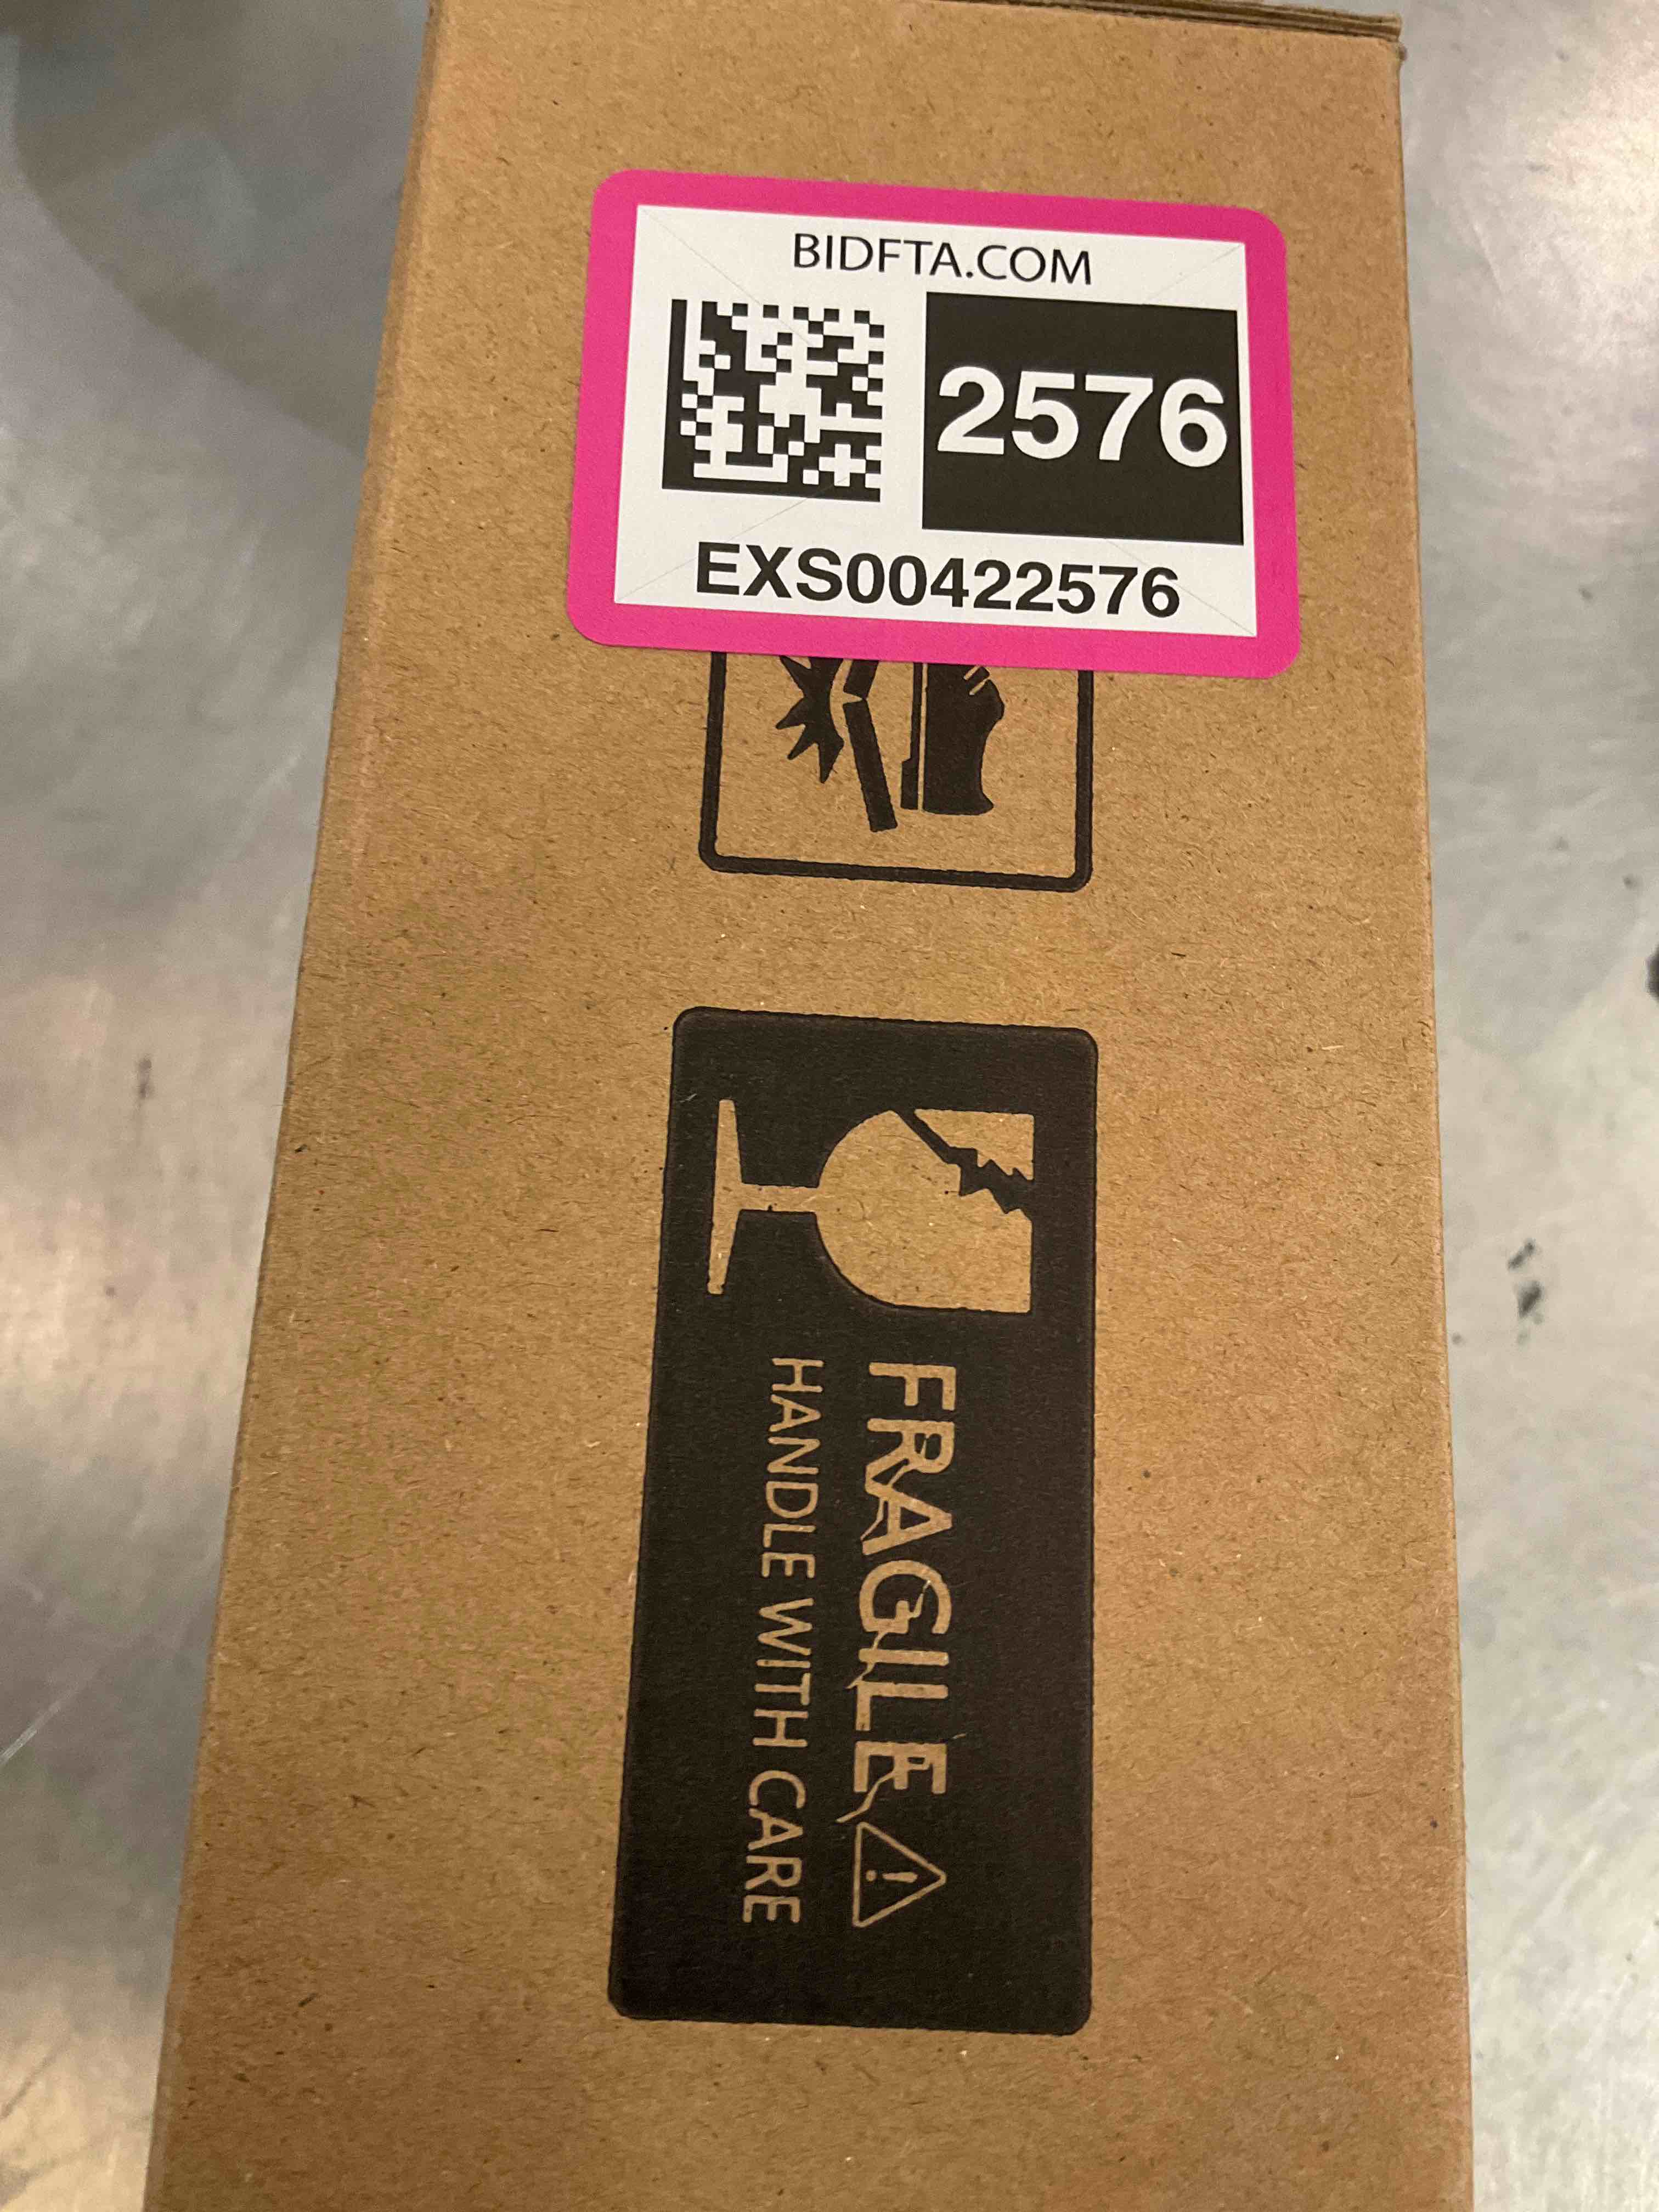 BIDFTA.COM
2576
EXS00422576
FRAGILE
HANDLE WITH CARE